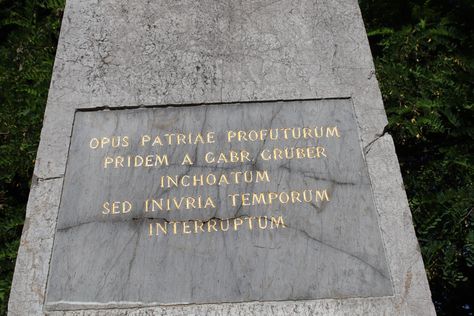 OPUS PATRIAE PROFUTURUM
PRIDEM A GABR. GRUBER
INCHOATUM
SED INIVRIA TEMPORUM
INTERRUPTUM